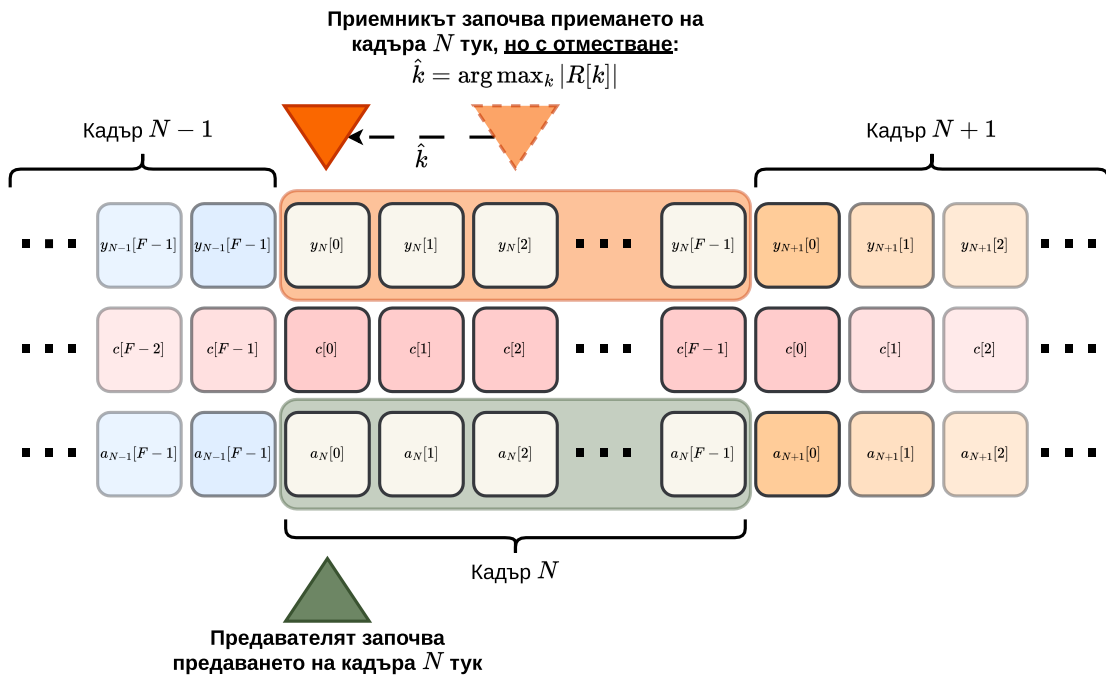 Приемникът започва приемането на
кадъра N тук, но с отместване:
k̂ = arg max_k |R[k]|
Кадър N − 1
k̂
Кадър N + 1
y_{N−1}[F−1] y_{N−1}[F−1] y_N[0] y_N[1] y_N[2] y_N[F−1] y_{N+1}[0] y_{N+1}[1] y_{N+1}[2]
c[F−2] c[F−1] c[0] c[1] c[2] c[F−1] c[0] c[1] c[2]
a_{N−1}[F−1] a_{N−1}[F−1] a_N[0] a_N[1] a_N[2] a_N[F−1] a_{N+1}[0] a_{N+1}[1] a_{N+1}[2]
Кадър N
Предавателят започва
предаването на кадъра N тук